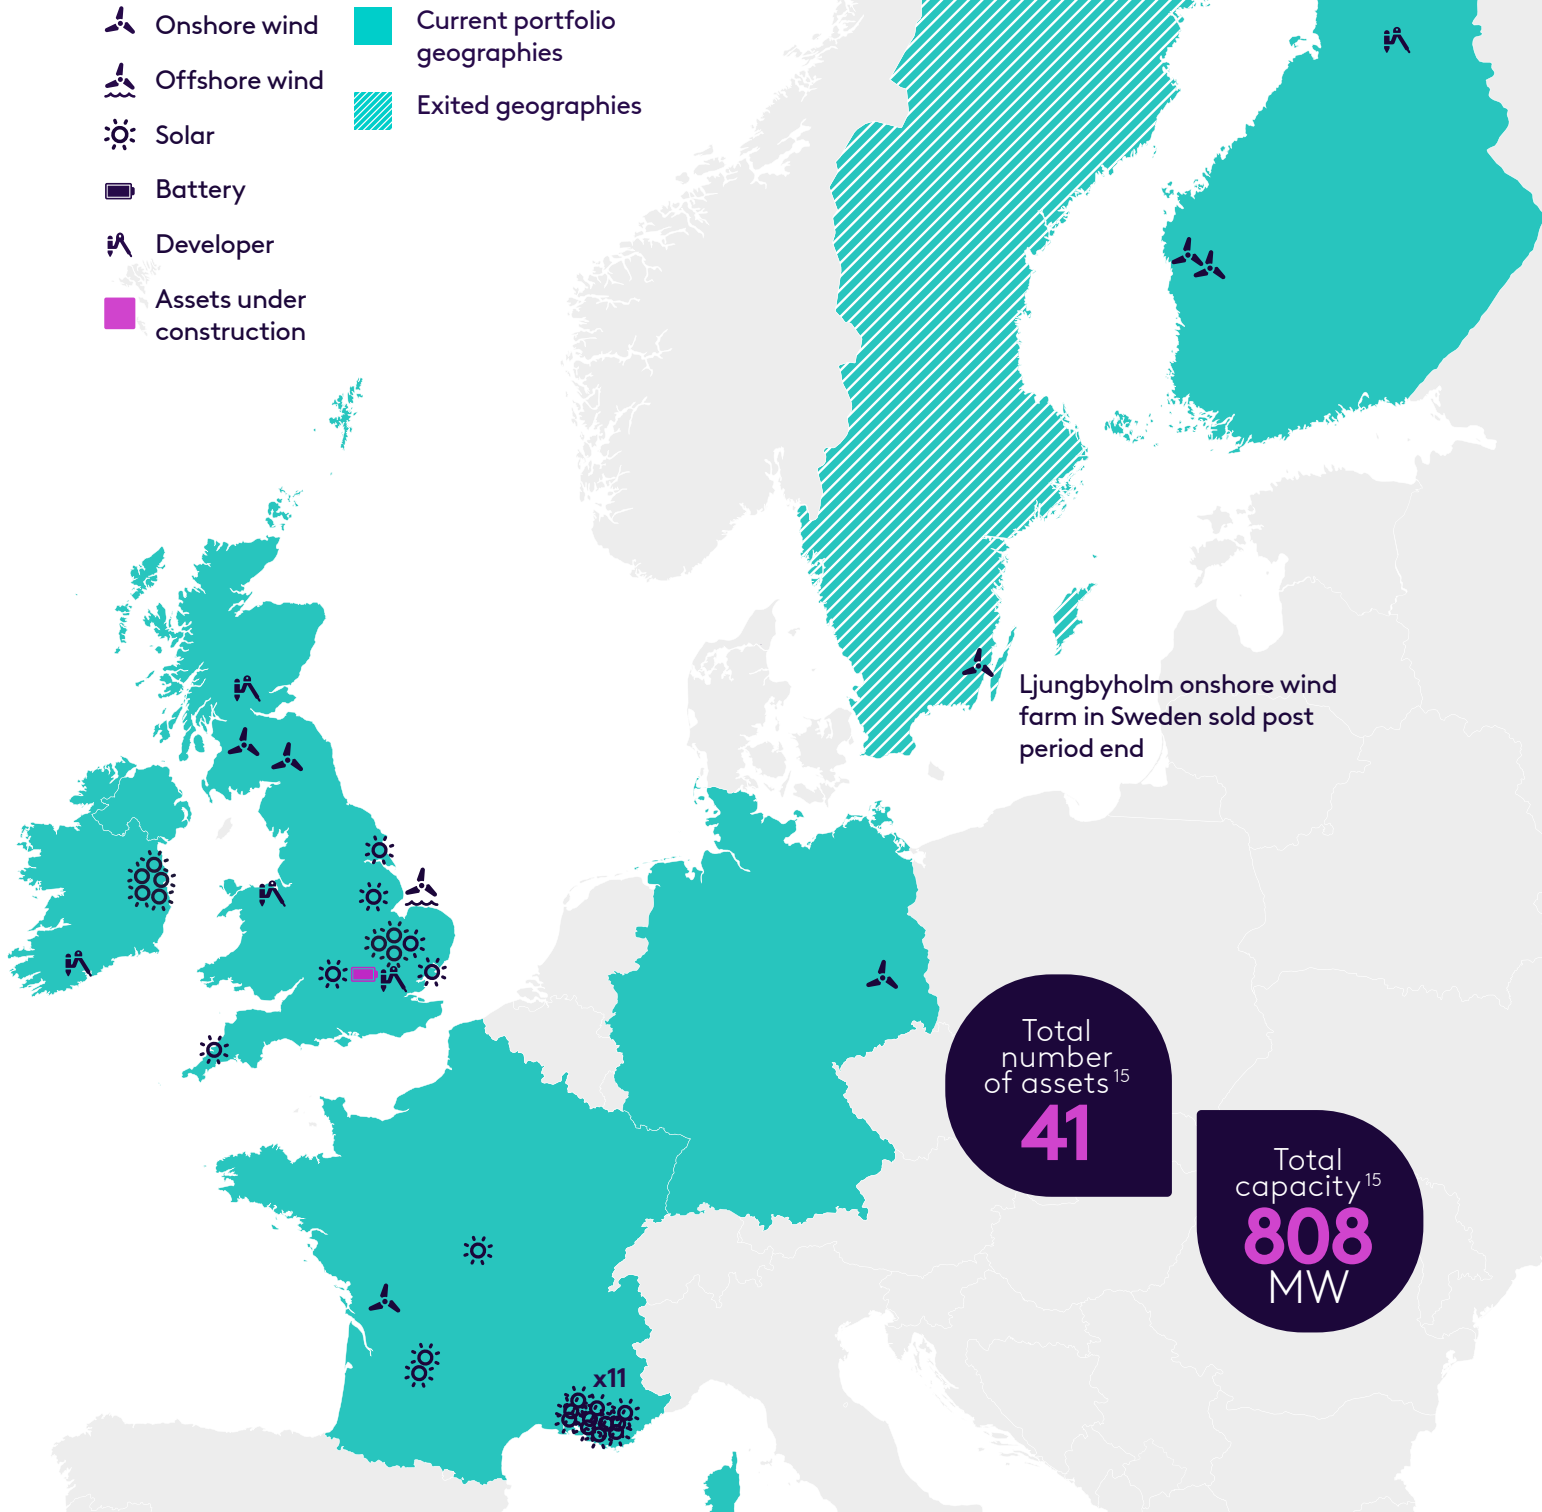 Onshore wind
Offshore wind
Solar
Battery
Developer
Assets under
construction
Current portfolio
geographies
Exited geographies
Ljungbyholm onshore wind
farm in Sweden sold post
period end
Total
number
of assets 15
41
Total
capacity 15
808
MW
x11